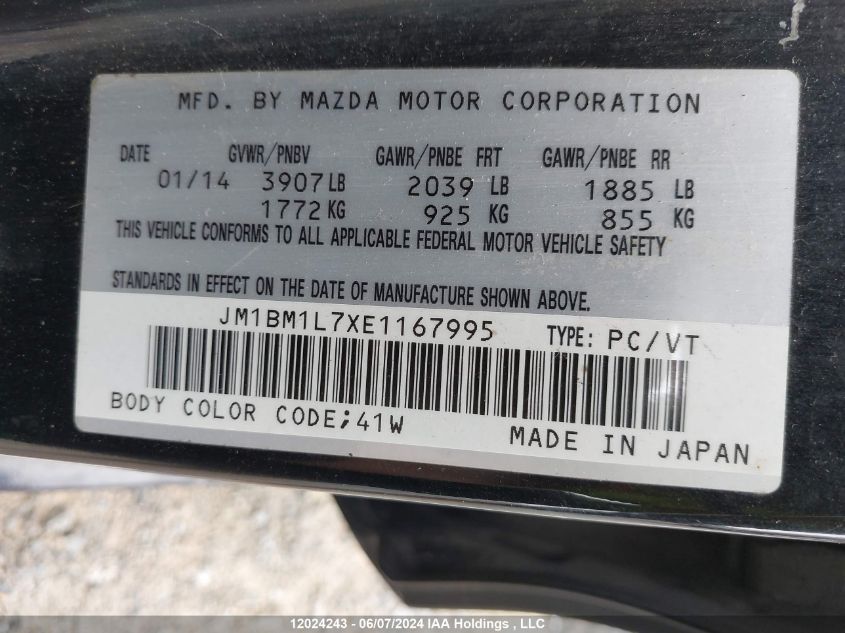 MFD. BY MAZDA MOTOR CORPORATION
DATE GVWR/PNBV GAWR/PNBE FRT GAWR/PNBE RR
01/14 3907 LB 2039 LB 1885 LB
1772 KG 925 KG 855 KG
THIS VEHICLE CONFORMS TO ALL APPLICABLE FEDERAL MOTOR VEHICLE SAFETY
STANDARDS IN EFFECT ON THE DATE OF MANUFACTURE SHOWN ABOVE.
JM1BM1L7XE1167995 TYPE: PC/VT
BODY COLOR CODE;41W
MADE IN JAPAN
12024243 - 06/07/2024 IAA Holdings, LLC